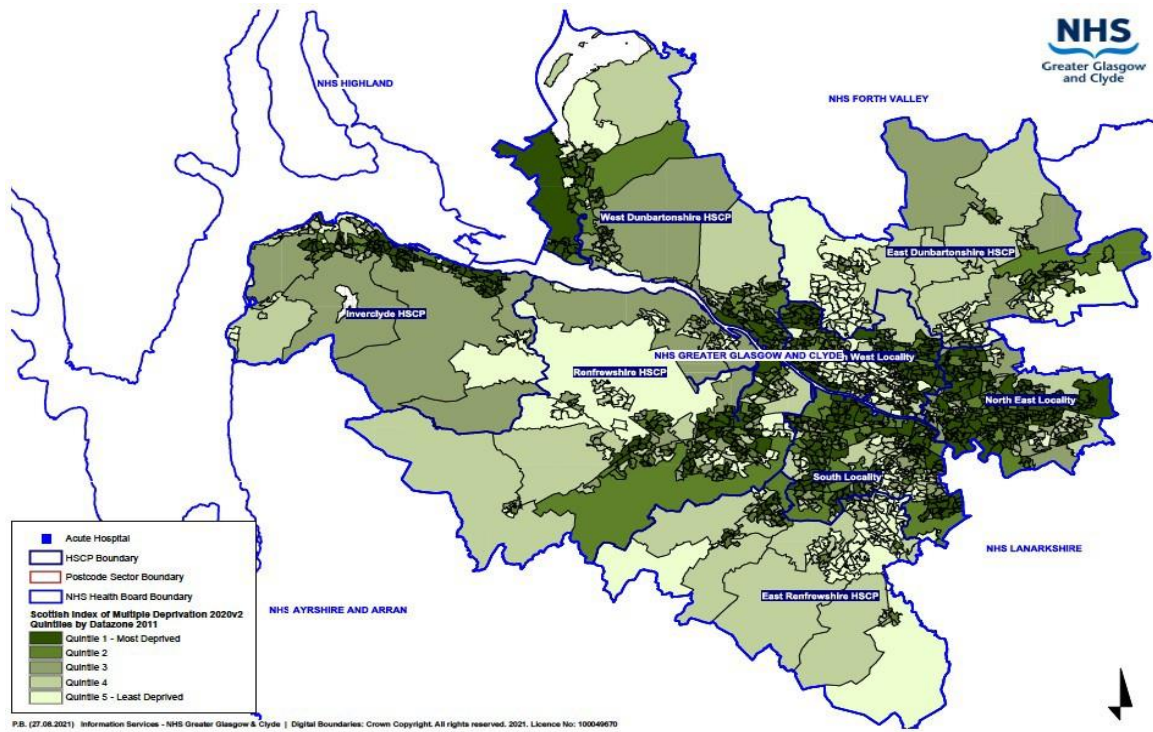 NHS
Greater Glasgow
and Clyde
NHS HIGHLAND
NHS FORTH VALLEY
West Dunbartonshire HSCP
East Dunbartonshire HSCP
Inverclyde HSCP
NHS GREATER GLASGOW AND CLYDE
West Locality
Renfrewshire HSCP
North East Locality
South Locality
NHS LANARKSHIRE
East Renfrewshire HSCP
NHS AYRSHIRE AND ARRAN
Acute Hospital
HSCP Boundary
Postcode Sector Boundary
NHS Health Board Boundary
Scottish Index of Multiple Deprivation 2020v2
Quintiles by Datazone 2011
Quintile 1 - Most Deprived
Quintile 2
Quintile 3
Quintile 4
Quintile 5 - Least Deprived
P.B. (27.08.2021) Information Services - NHS Greater Glasgow & Clyde | Digital Boundaries: Crown Copyright. All rights reserved. 2021. Licence No: 100049670